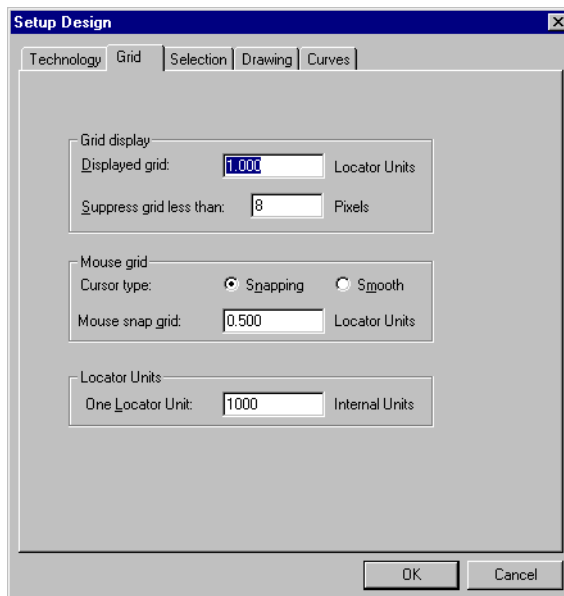 Setup Design
Technology Grid Selection Drawing Curves
Grid display
Displayed grid: 1.000 Locator Units
Suppress grid less than: 8 Pixels
Mouse grid
Cursor type: Snapping Smooth
Mouse snap grid: 0.500 Locator Units
Locator Units
One Locator Unit: 1000 Internal Units
OK Cancel